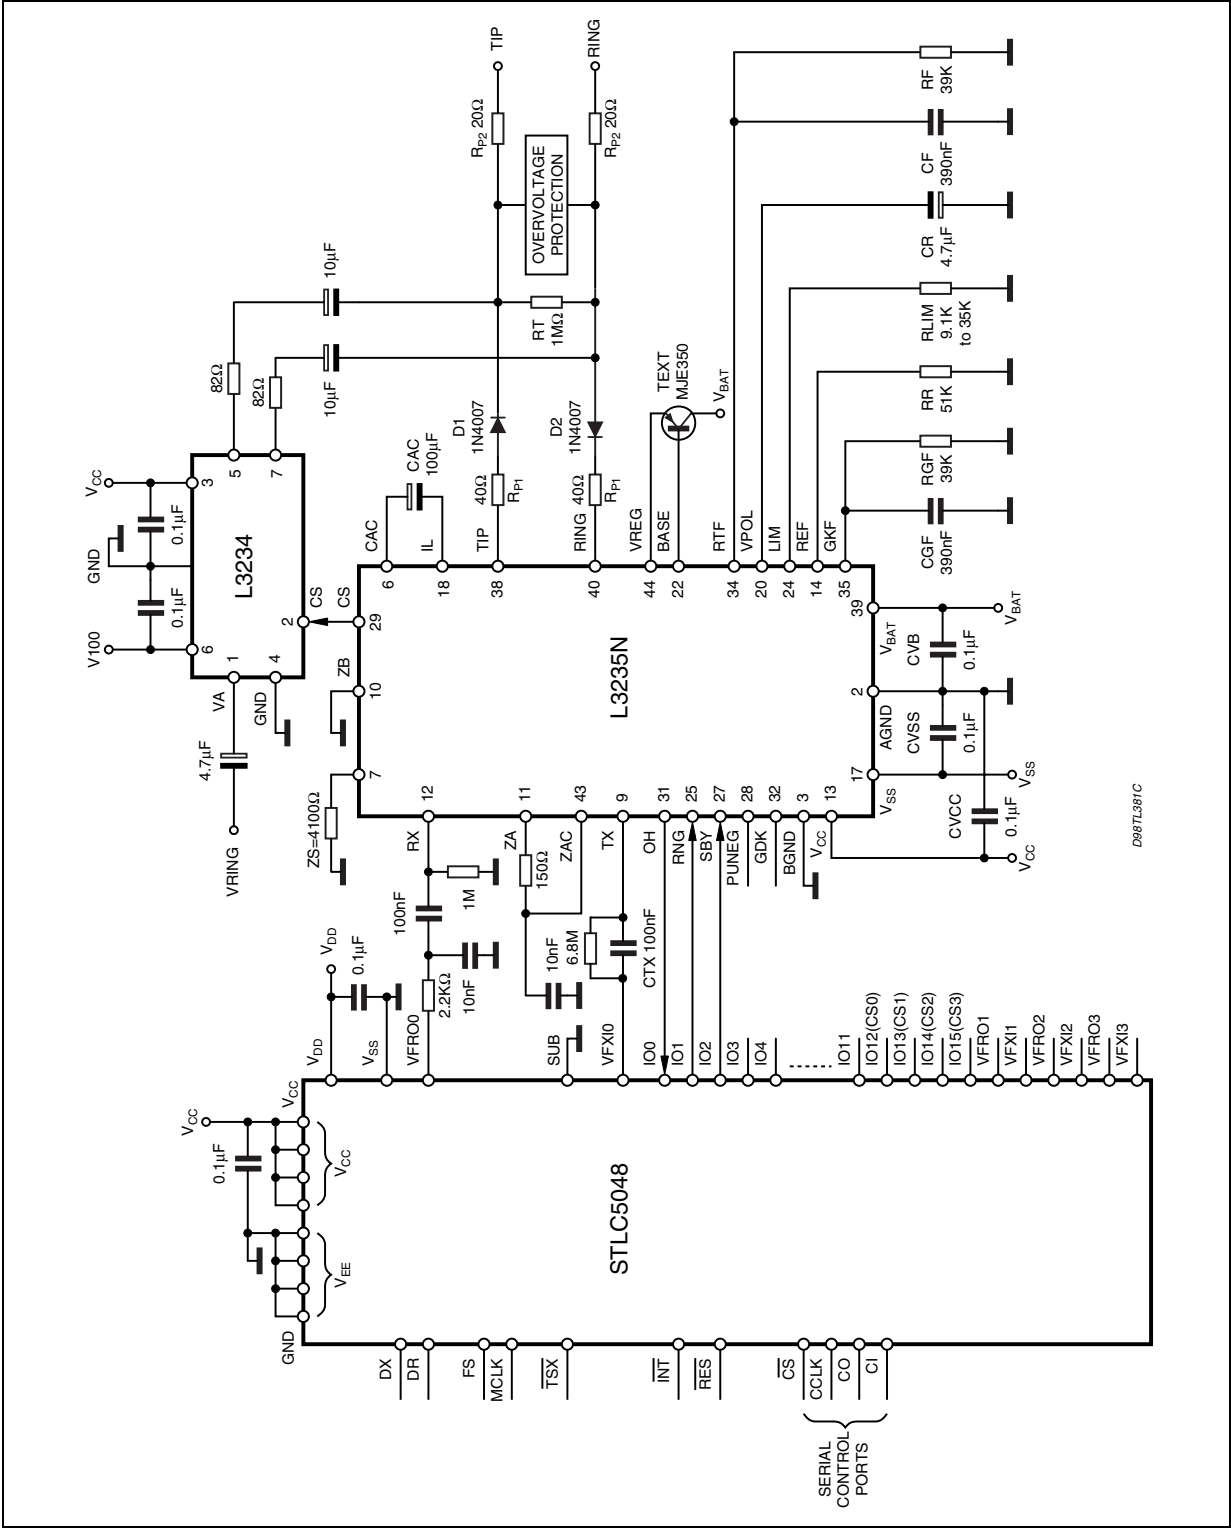 TIP
RING
RP2 20Ω
RP2 20Ω
OVERVOLTAGE
PROTECTION
RF
39K
CF
390nF
CR
4.7µF
RLIM
9.1K
to 35K
RR
51K
RGF
39K
CGF
390nF
10µF
10µF
82Ω
82Ω
RT
1MΩ
D1
1N4007
D2
1N4007
40Ω
RP1
40Ω
RP1
CAC
100µF
TEXT
MJE350
VBAT
VCC
GND
V100
0.1µF
0.1µF
L3234
3
5
7
6
1
4
2
CS
CS
VA
GND
4.7µF
VRING
CAC
IL
TIP
RING
VREG
BASE
RTF
VPOL
LIM
REF
GKF
6
18
38
40
44
22
34
20
24
14
35
L3235N
29
10
7
ZB
ZS=4100Ω
39
2
17
VBAT
AGND
VSS
CVB
0.1µF
CVSS
0.1µF
CVCC
0.1µF
VBAT
VSS
VCC
12
11
43
9
31
25
27
28
32
3
13
RX
ZA
ZAC
TX
OH
RNG
SBY
PUNEG
GDK
BGND
VCC
100nF
1M
150Ω
2.2KΩ
10nF
10nF
6.8M
CTX 100nF
VDD
0.1µF
VDD
VSS
VFRO0
SUB
VFXI0
IO0
IO1
IO2
IO3
IO4
IO11
IO12(CS0)
IO13(CS1)
IO14(CS2)
IO15(CS3)
VFRO1
VFXI1
VFRO2
VFXI2
VFRO3
VFXI3
VCC
0.1µF
VCC
VCC
VEE
GND
STLC5048
DX
DR
FS
MCLK
TSX
INT
RES
CS
CCLK
CO
CI
SERIAL
CONTROL
PORTS
D98TL381C